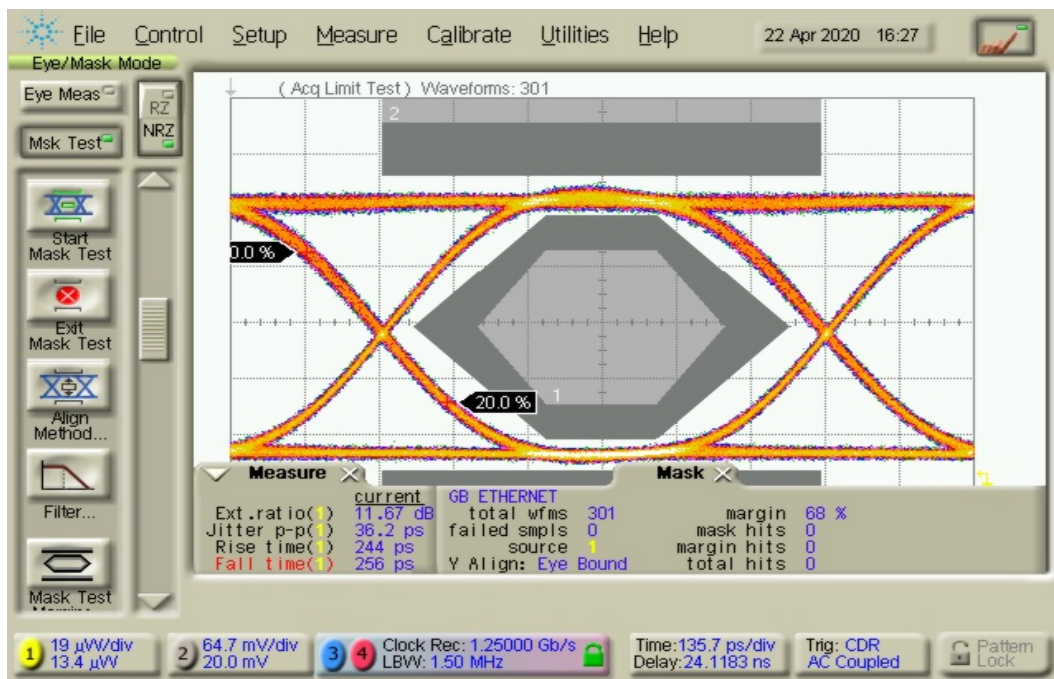 File Control Setup Measure Calibrate Utilities Help 22 Apr 2020 16:27
Eye/Mask Mode
Eye Meas
RZ
NRZ
Msk Test
Start
Mask Test
Exit
Mask Test
Align
Method...
Filter...
Mask Test
( Acq Limit Test ) Waveforms: 301
2
0.0 %
20.0 %
1
Measure
current
Ext.ratio(1) 11.67 dB
Jitter p-p(1) 36.2 ps
Rise time(1) 244 ps
Fall time(1) 256 ps
Mask
GB ETHERNET
total wfms 301 margin 68 %
failed smpls 0 mask hits 0
source 1 margin hits 0
Y Align: Eye Bound total hits 0
1 19 µW/div
13.4 µW
2 64.7 mV/div
20.0 mV
3 4 Clock Rec: 1.25000 Gb/s
LBW: 1.50 MHz
Time:135.7 ps/div
Delay:24.1183 ns
Trig: CDR
AC Coupled
Pattern
Lock